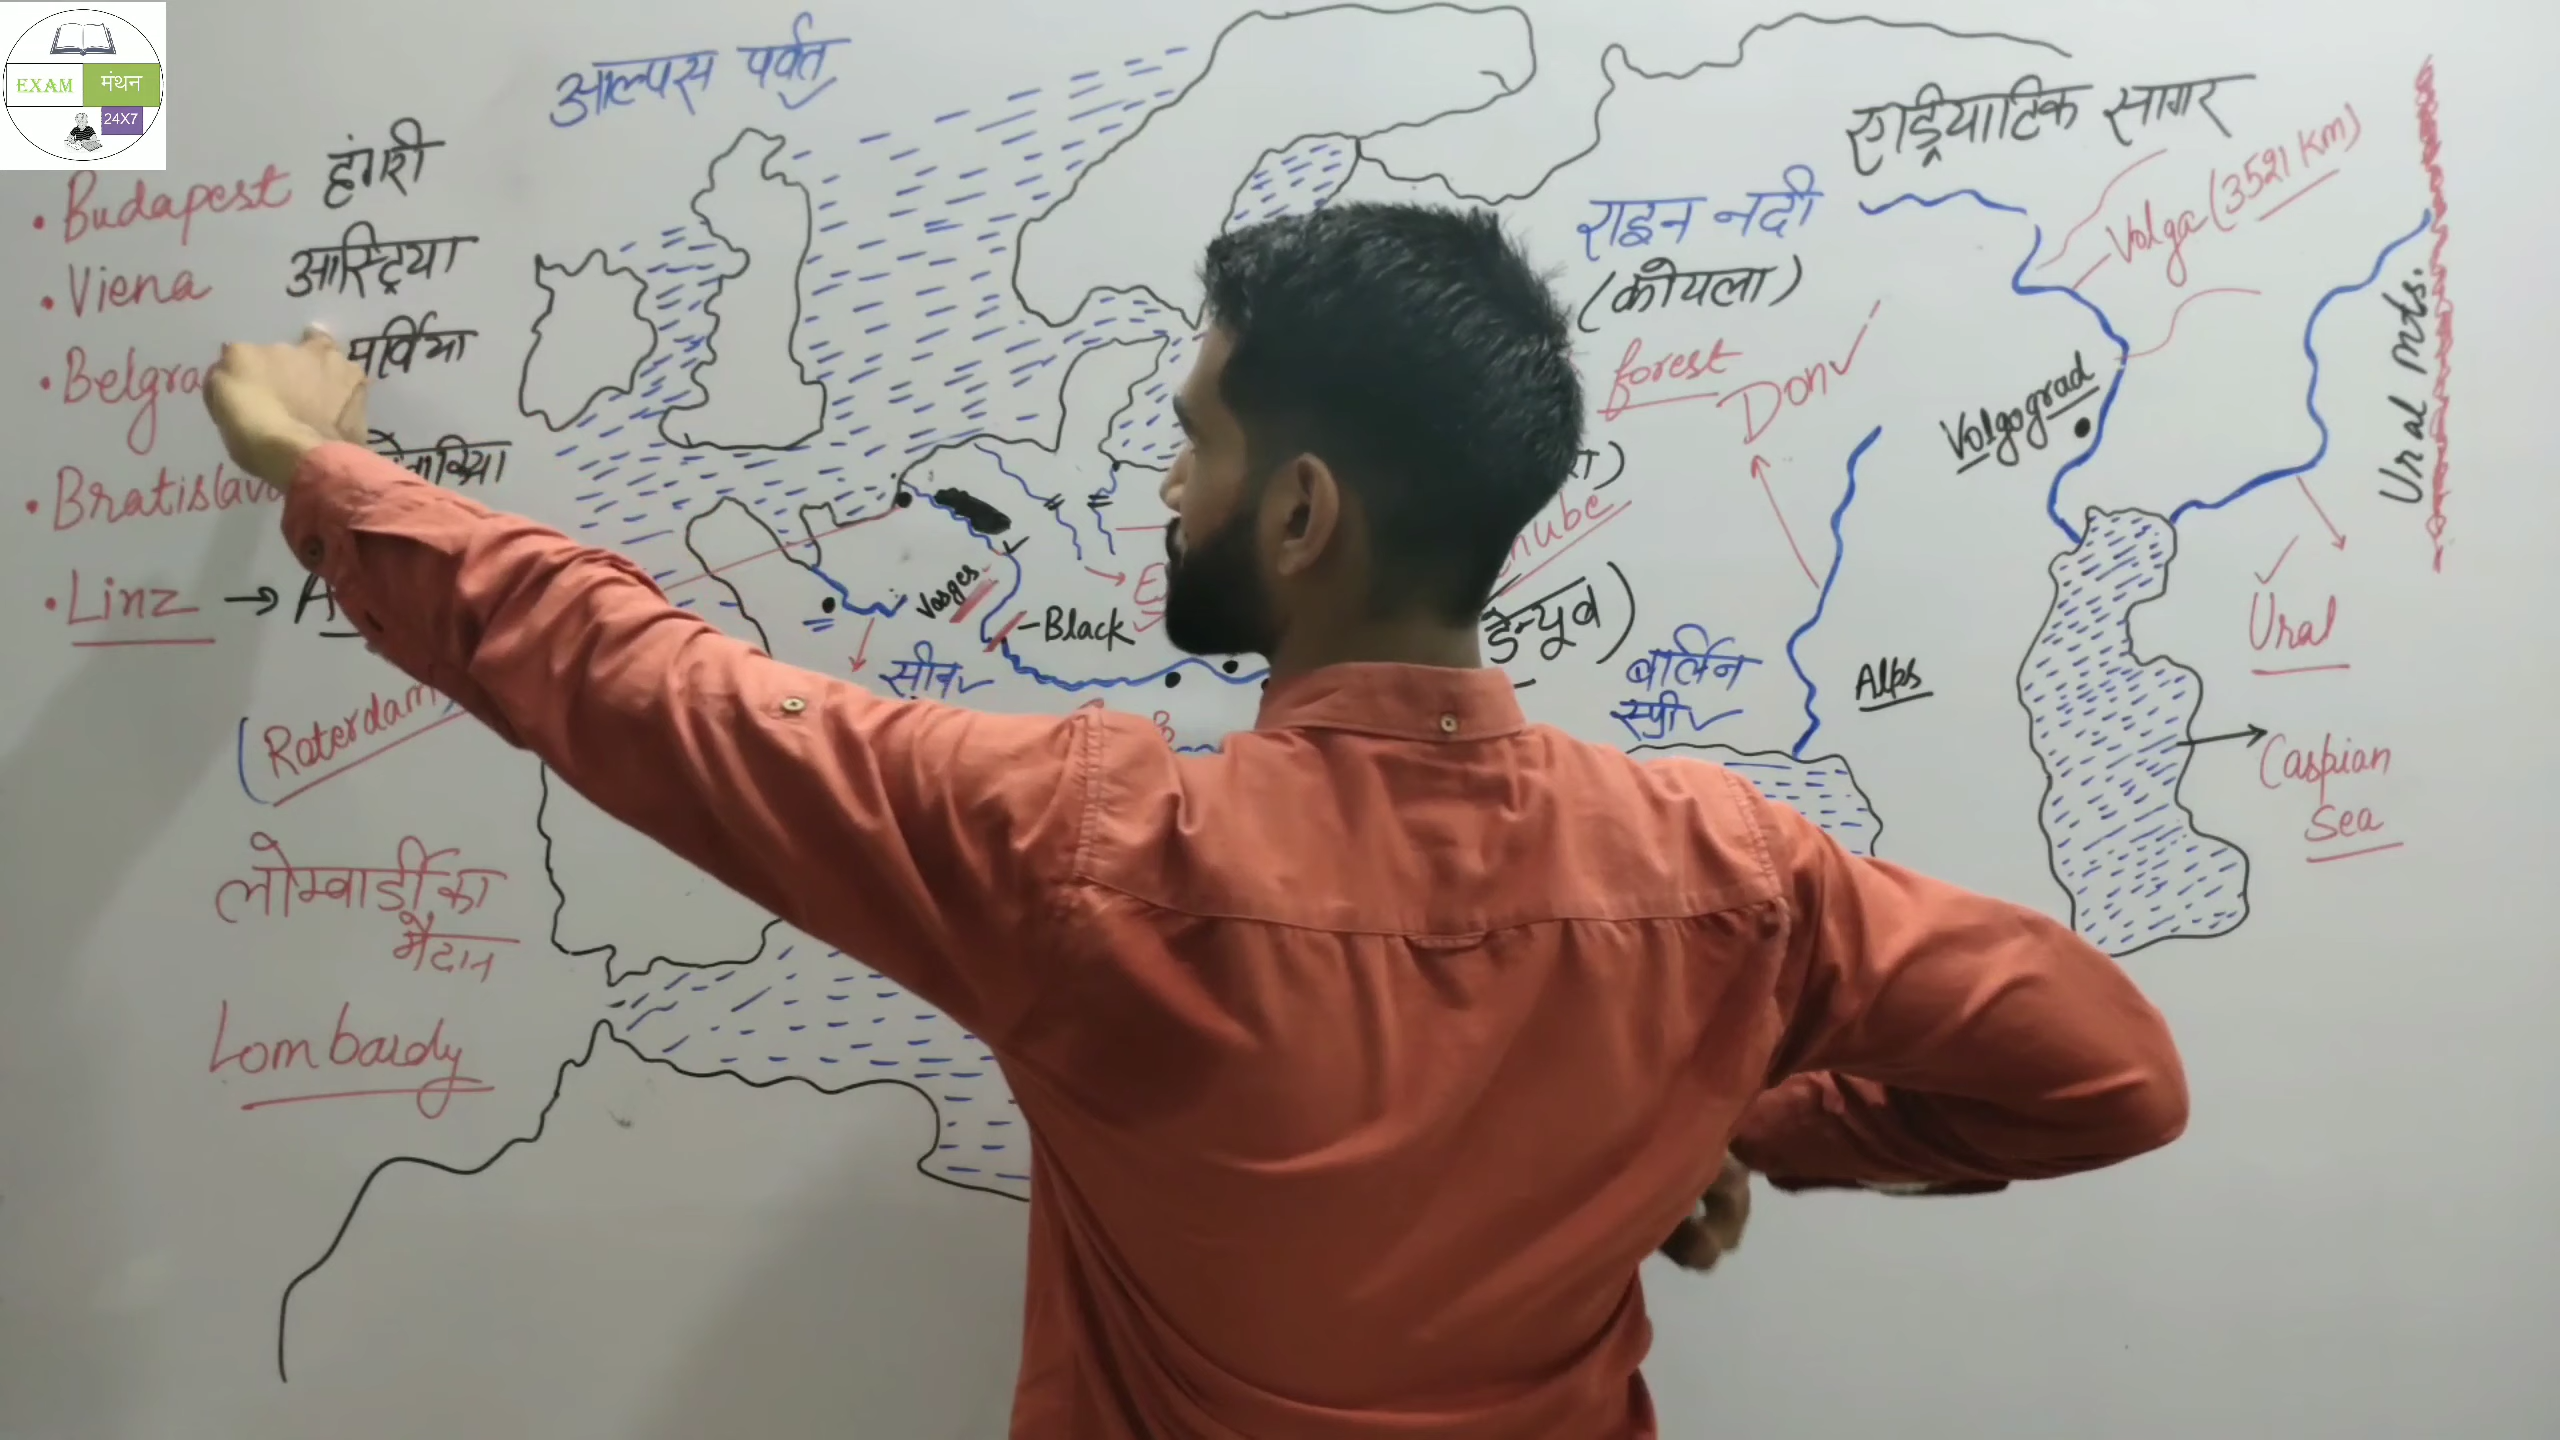 EXAM मंथन
24X7
आल्पस पर्वत
• Budapest हंगरी
• Viena आस्ट्रिया
• Linz →
(Roterdam
लोम्बार्डी का
मैदान
Lombardy
Vosges
-Black
सीन
राइन नदी
(कोयला)
forest
Don
डेन्यूब)
बर्लिन
स्प्री
Alps
एड्रियाटिक सागर
Volga (3521 Km)
Volgograd
Ural mts.
Ural
Caspian
Sea